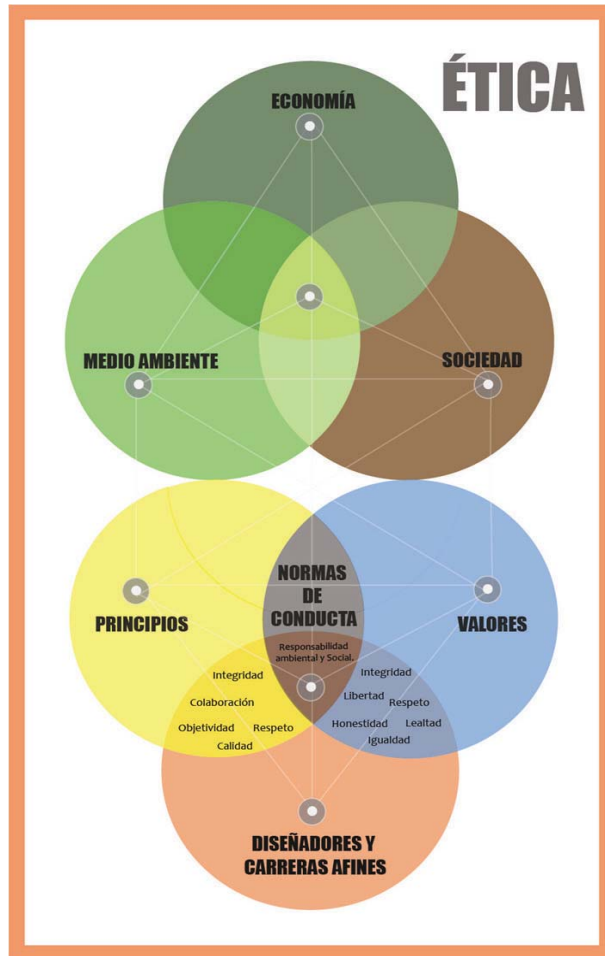 ÉTICA
ECONOMÍA
MEDIO AMBIENTE
SOCIEDAD
NORMAS
DE
CONDUCTA
PRINCIPIOS
VALORES
Responsabilidad
ambiental y Social.
Integridad
Colaboración
Objetividad
Respeto
Calidad
Integridad
Libertad
Respeto
Honestidad
Lealtad
Igualdad
DISEÑADORES Y
CARRERAS AFINES